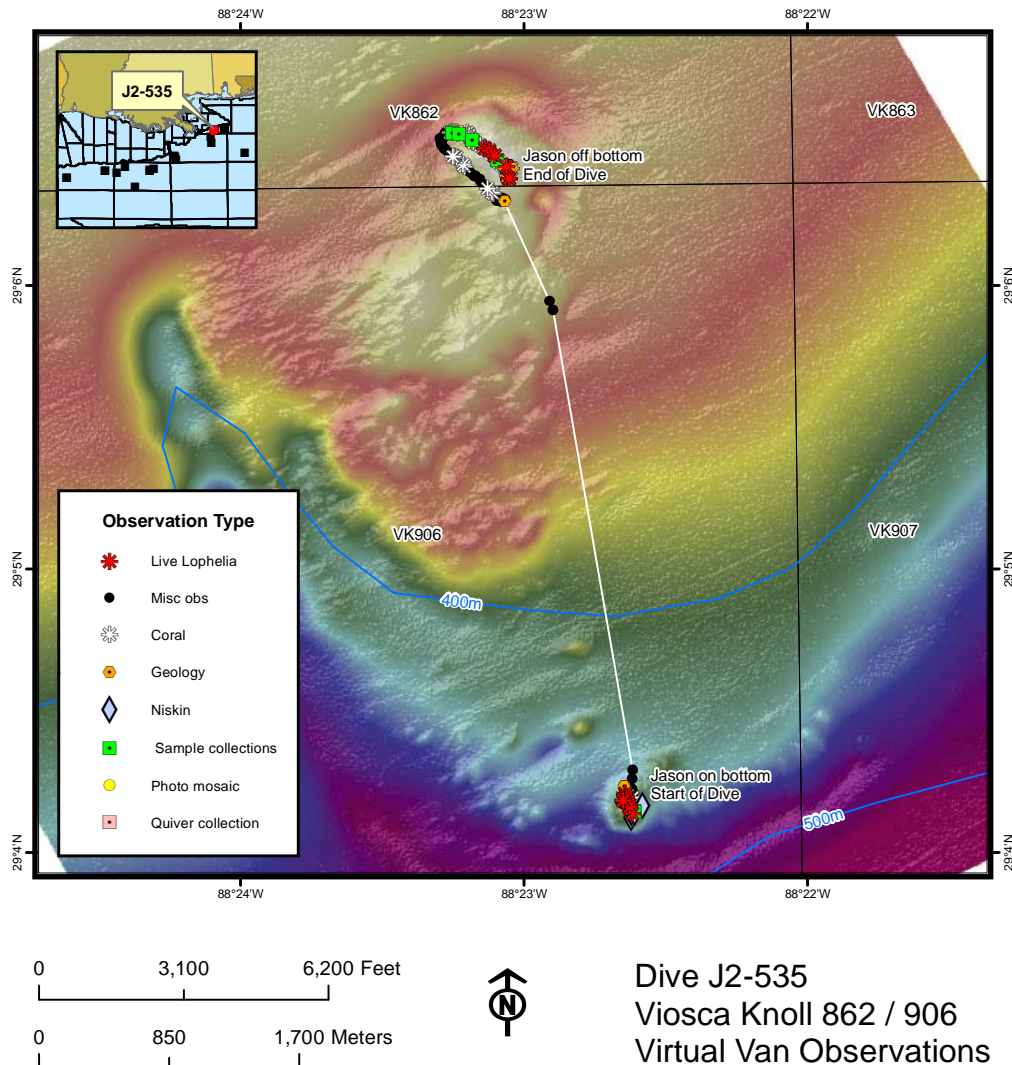 88°24'W
88°23'W
88°22'W
J2-535
VK862
VK863
Jason off bottom
End of Dive
29°6'N
29°6'N
29°5'N
29°5'N
VK906
VK907
400m
Observation Type
Live Lophelia
Misc obs
Coral
Geology
Niskin
Sample collections
Photo mosaic
Quiver collection
Jason on bottom
Start of Dive
500m
29°4'N
29°4'N
88°24'W
88°23'W
88°22'W
0
3,100
6,200 Feet
0
850
1,700 Meters
N
Dive J2-535
Viosca Knoll 862 / 906
Virtual Van Observations